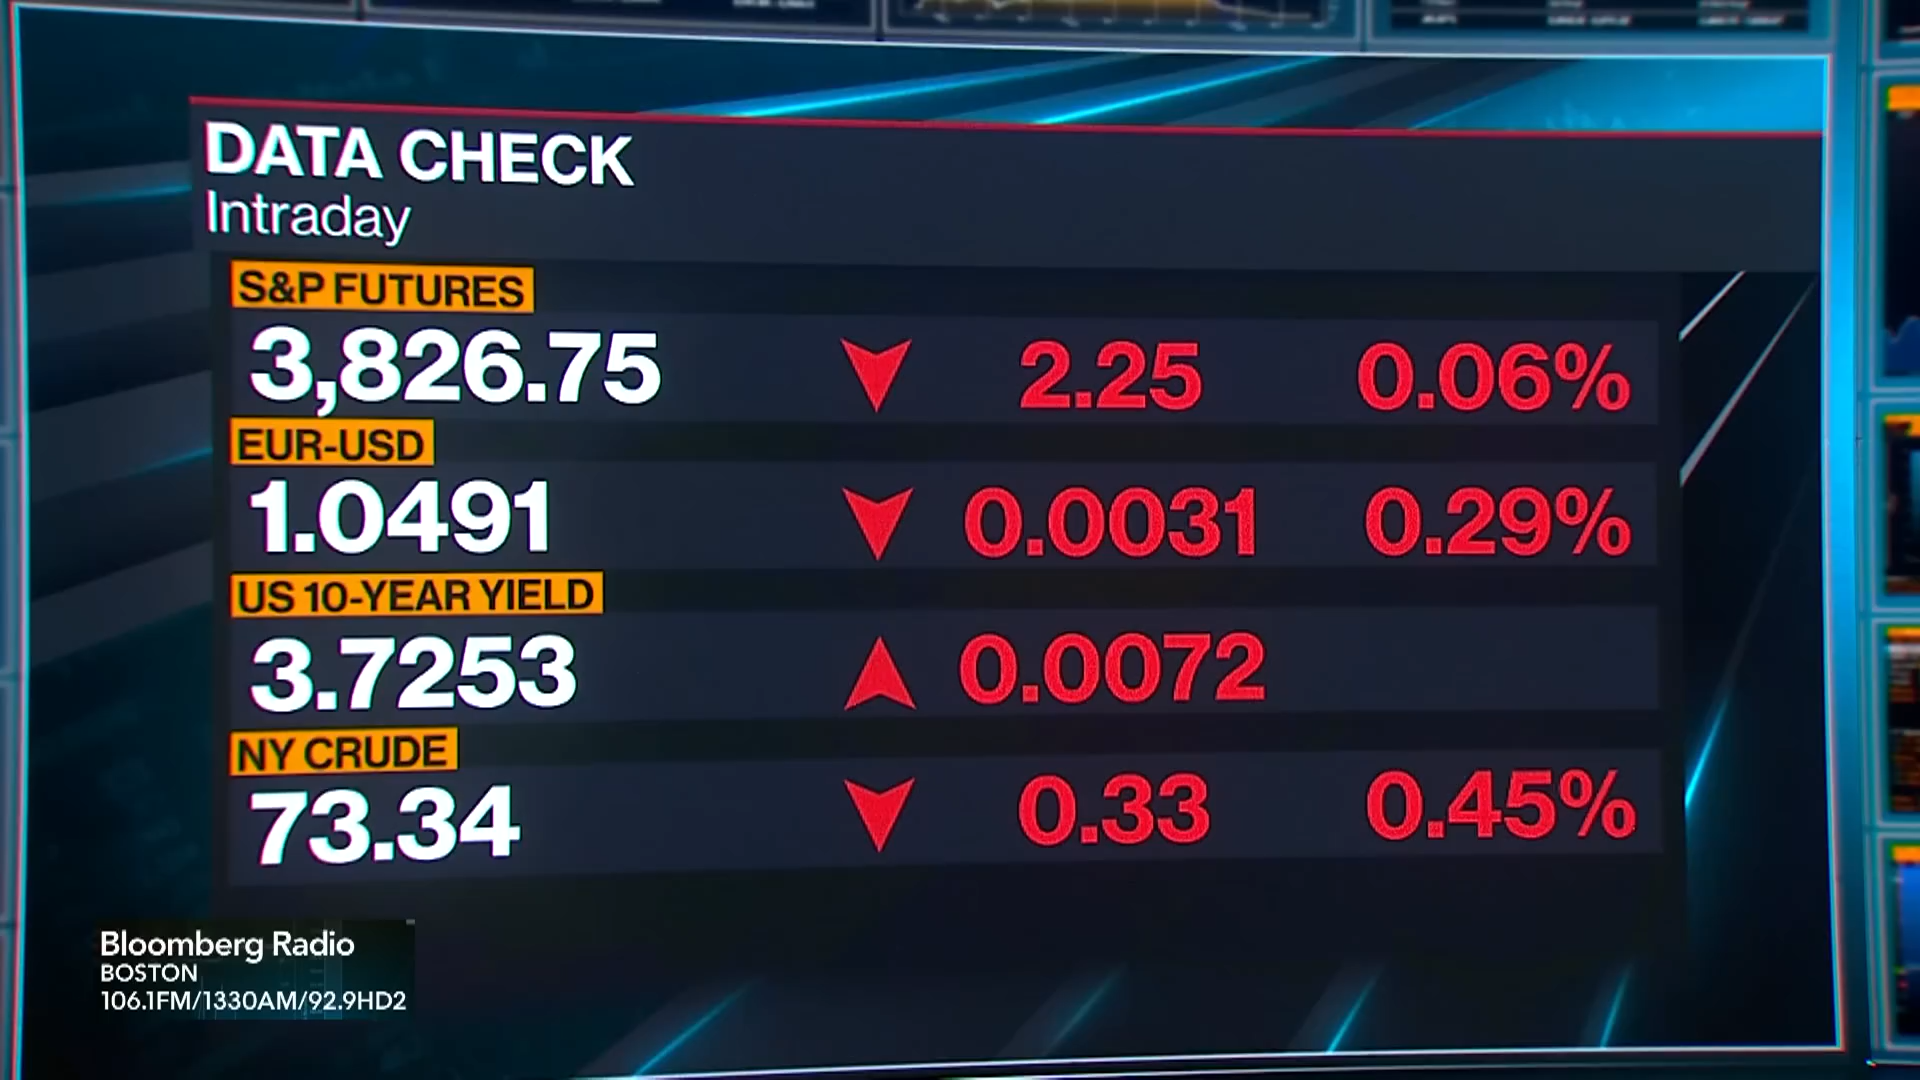 DATA CHECK
Intraday
S&P FUTURES
3,826.75 2.25 0.06%
EUR-USD
1.0491 0.0031 0.29%
US 10-YEAR YIELD
3.7253 0.0072
NY CRUDE
73.34 0.33 0.45%
Bloomberg Radio
BOSTON
106.1FM/1330AM/92.9HD2